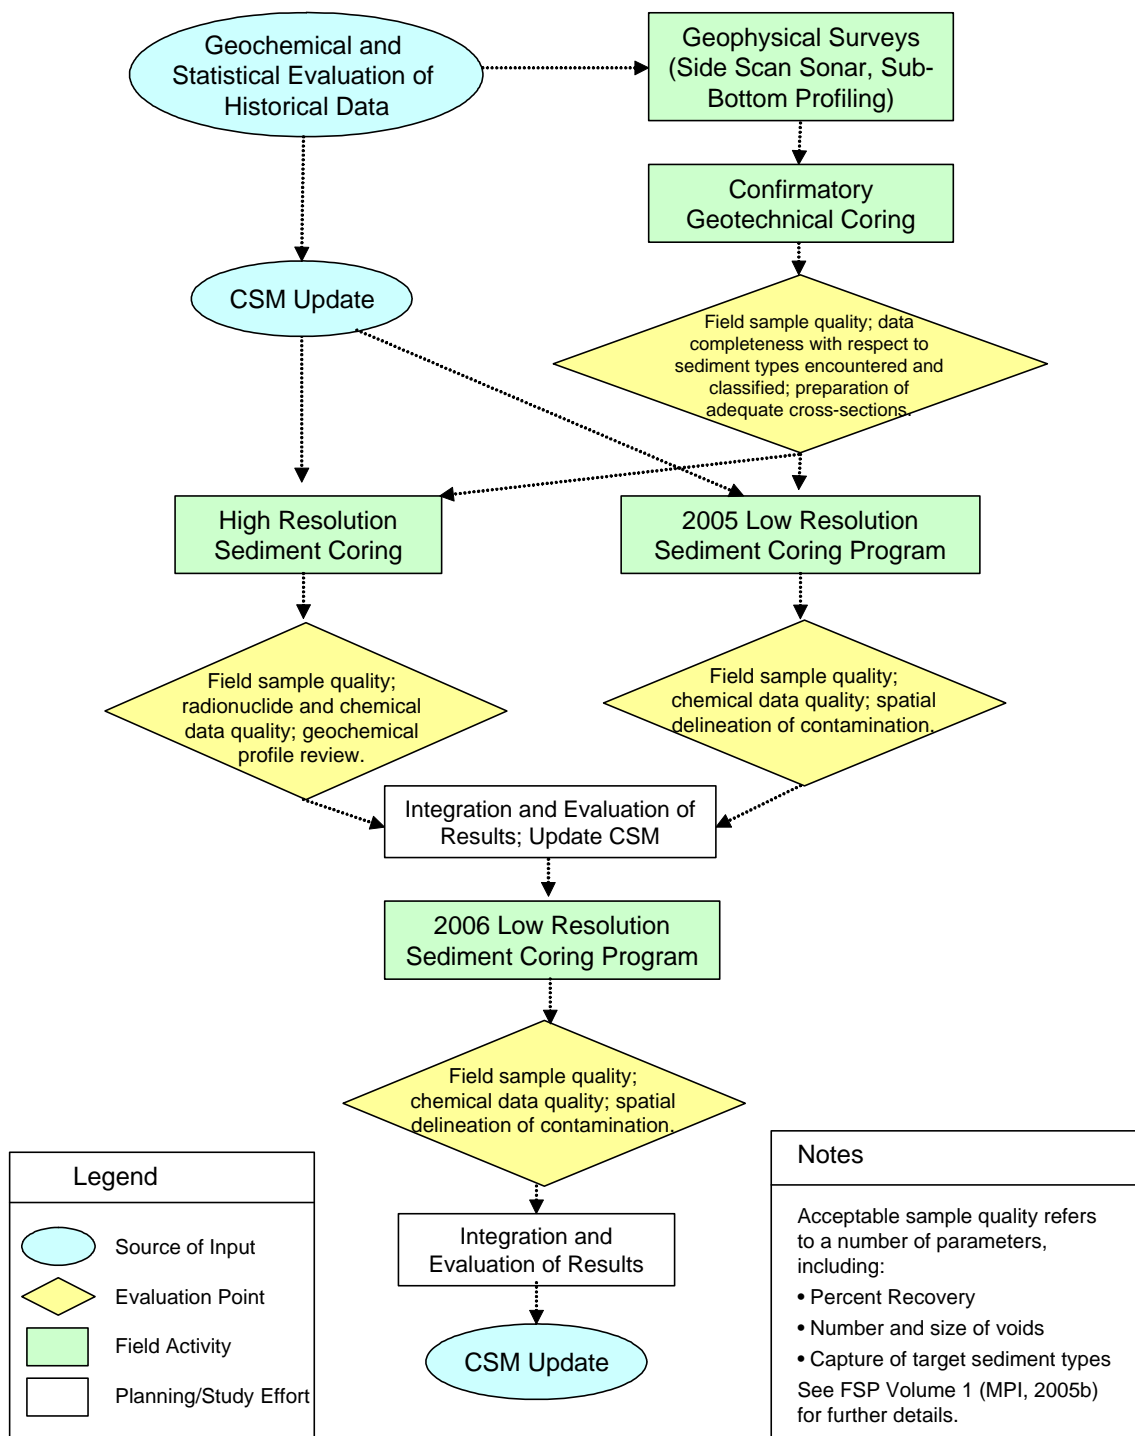 Geochemical and
Statistical Evaluation of
Historical Data
Geophysical Surveys
(Side Scan Sonar, Sub-
Bottom Profiling)
Confirmatory
Geotechnical Coring
CSM Update
Field sample quality; data
completeness with respect to
sediment types encountered and
classified; preparation of
adequate cross-sections.
High Resolution
Sediment Coring
2005 Low Resolution
Sediment Coring Program
Field sample quality;
radionuclide and chemical
data quality; geochemical
profile review.
Field sample quality;
chemical data quality; spatial
delineation of contamination.
Integration and Evaluation of
Results; Update CSM
2006 Low Resolution
Sediment Coring Program
Field sample quality;
chemical data quality; spatial
delineation of contamination.
Integration and
Evaluation of Results
CSM Update
Legend
Source of Input
Evaluation Point
Field Activity
Planning/Study Effort
Notes
Acceptable sample quality refers
to a number of parameters,
including:
• Percent Recovery
• Number and size of voids
• Capture of target sediment types
See FSP Volume 1 (MPI, 2005b)
for further details.